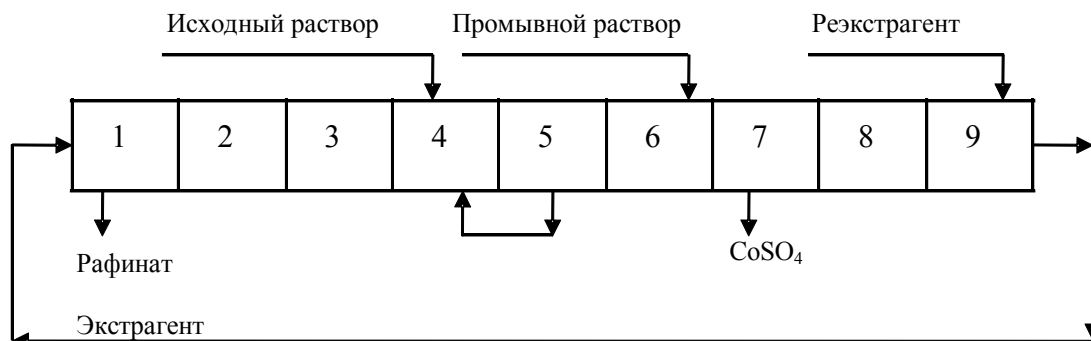 Исходный раствор Промывной раствор Реэкстрагент
1 2 3 4 5 6 7 8 9
Рафинат CoSO₄
Экстрагент